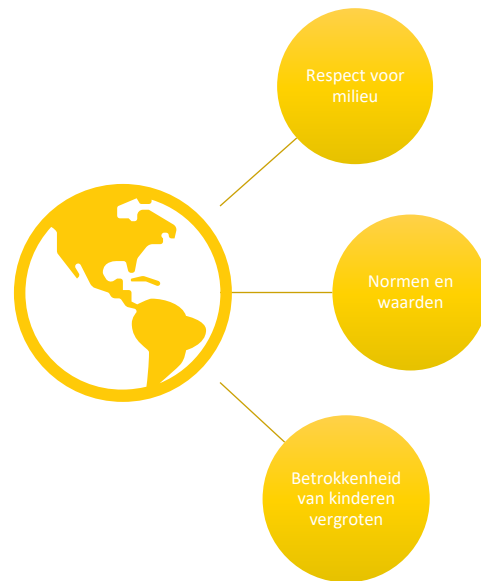 Respect voor
milieu
Normen en
waarden
Betrokkenheid
van kinderen
vergroten